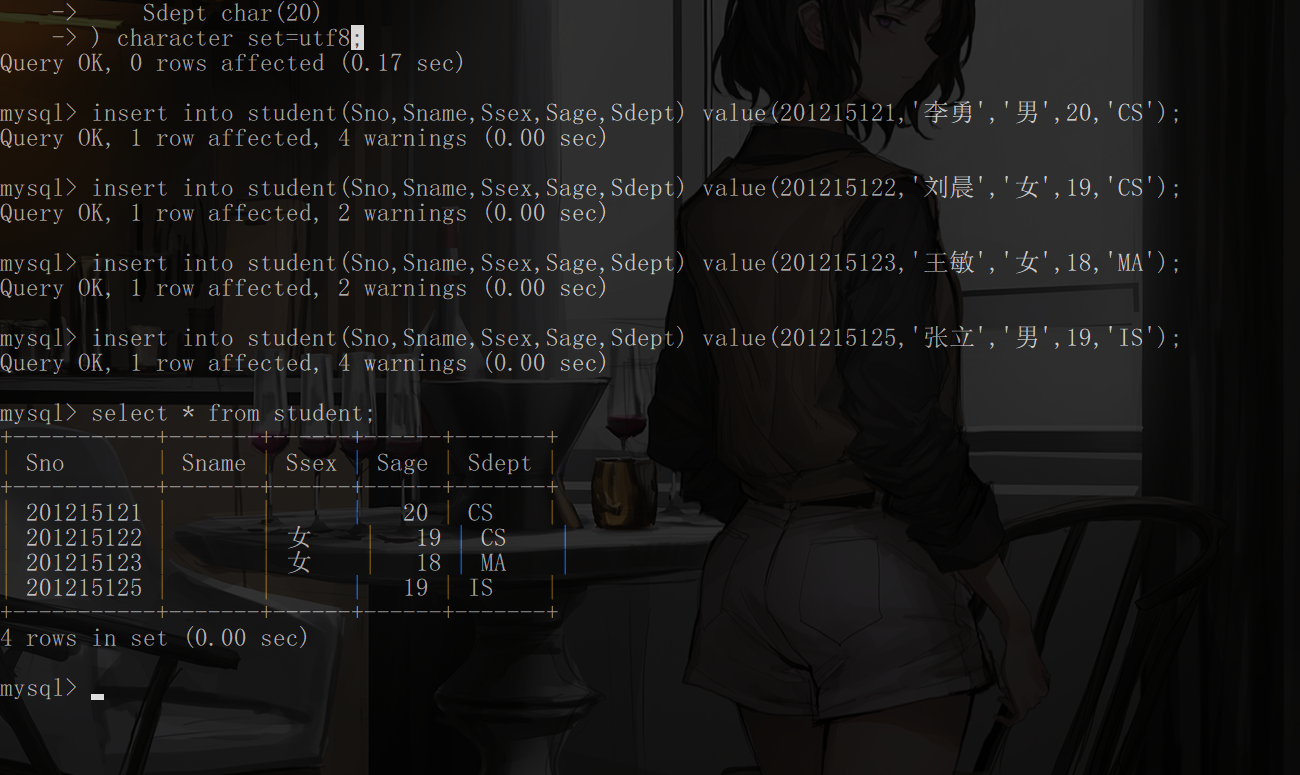 -> Sdept char(20)
-> ) character set=utf8;
Query OK, 0 rows affected (0.17 sec)
mysql> insert into student(Sno,Sname,Ssex,Sage,Sdept) value(201215121,'李勇','男',20,'CS');
Query OK, 1 row affected, 4 warnings (0.00 sec)
mysql> insert into student(Sno,Sname,Ssex,Sage,Sdept) value(201215122,'刘晨','女',19,'CS');
Query OK, 1 row affected, 2 warnings (0.00 sec)
mysql> insert into student(Sno,Sname,Ssex,Sage,Sdept) value(201215123,'王敏','女',18,'MA');
Query OK, 1 row affected, 2 warnings (0.00 sec)
mysql> insert into student(Sno,Sname,Ssex,Sage,Sdept) value(201215125,'张立','男',19,'IS');
Query OK, 1 row affected, 4 warnings (0.00 sec)
mysql> select * from student;
+-----------+-------+------+------+-------+
| Sno | Sname | Ssex | Sage | Sdept |
+-----------+-------+------+------+-------+
| 201215121 | | | 20 | CS |
| 201215122 | | 女 | 19 | CS |
| 201215123 | | 女 | 18 | MA |
| 201215125 | | | 19 | IS |
+-----------+-------+------+------+-------+
4 rows in set (0.00 sec)
mysql>